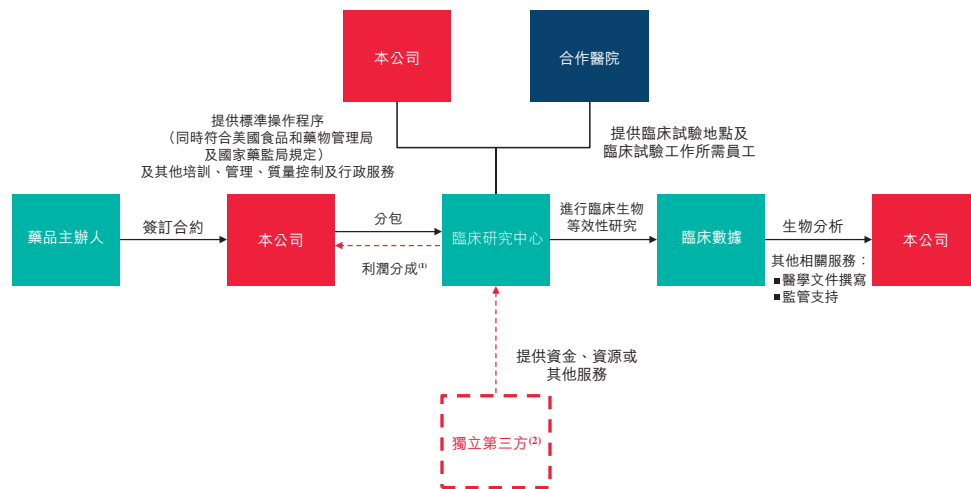 本公司
合作醫院
提供標準操作程序
（同時符合美國食品和藥物管理局
及國家藥監局規定）
及其他培訓、管理、質量控制及行政服務
提供臨床試驗地點及
臨床試驗工作所需員工
藥品主辦人
簽訂合約
本公司
分包
利潤分成(1)
臨床研究中心
進行臨床生物
等效性研究
臨床數據
生物分析
其他相關服務：
■醫學文件撰寫
■監管支持
本公司
提供資金、資源或
其他服務
獨立第三方(2)